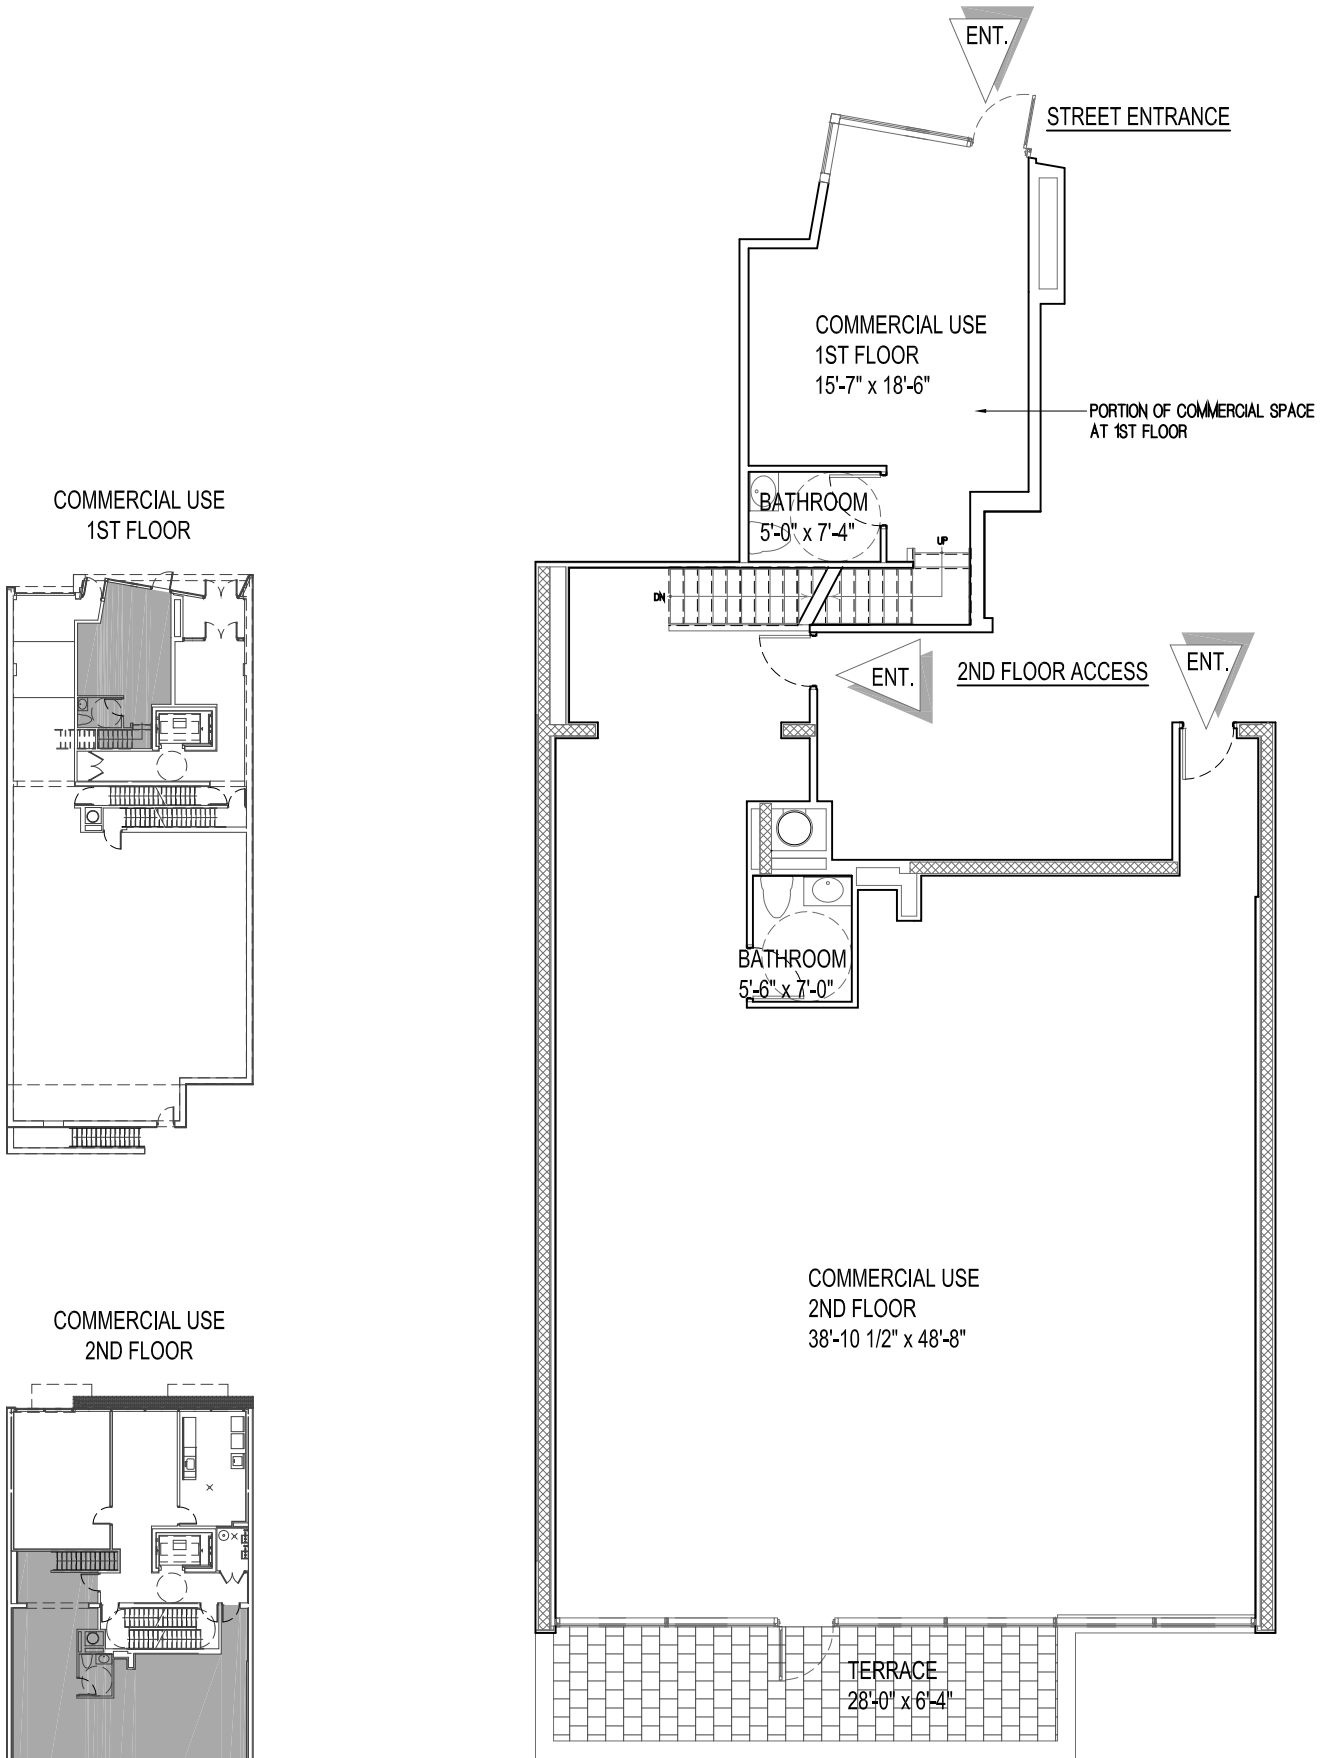 ENT.
STREET ENTRANCE
COMMERCIAL USE
1ST FLOOR
15'-7" x 18'-6"
PORTION OF COMMERCIAL SPACE
AT 1ST FLOOR
COMMERCIAL USE
1ST FLOOR
BATHROOM
5'-0" x 7'-4"
UP
DN
ENT.
2ND FLOOR ACCESS
ENT.
BATHROOM
5'-6" x 7'-0"
COMMERCIAL USE
2ND FLOOR
38'-10 1/2" x 48'-8"
COMMERCIAL USE
2ND FLOOR
TERRACE
28'-0" x 6'-4"